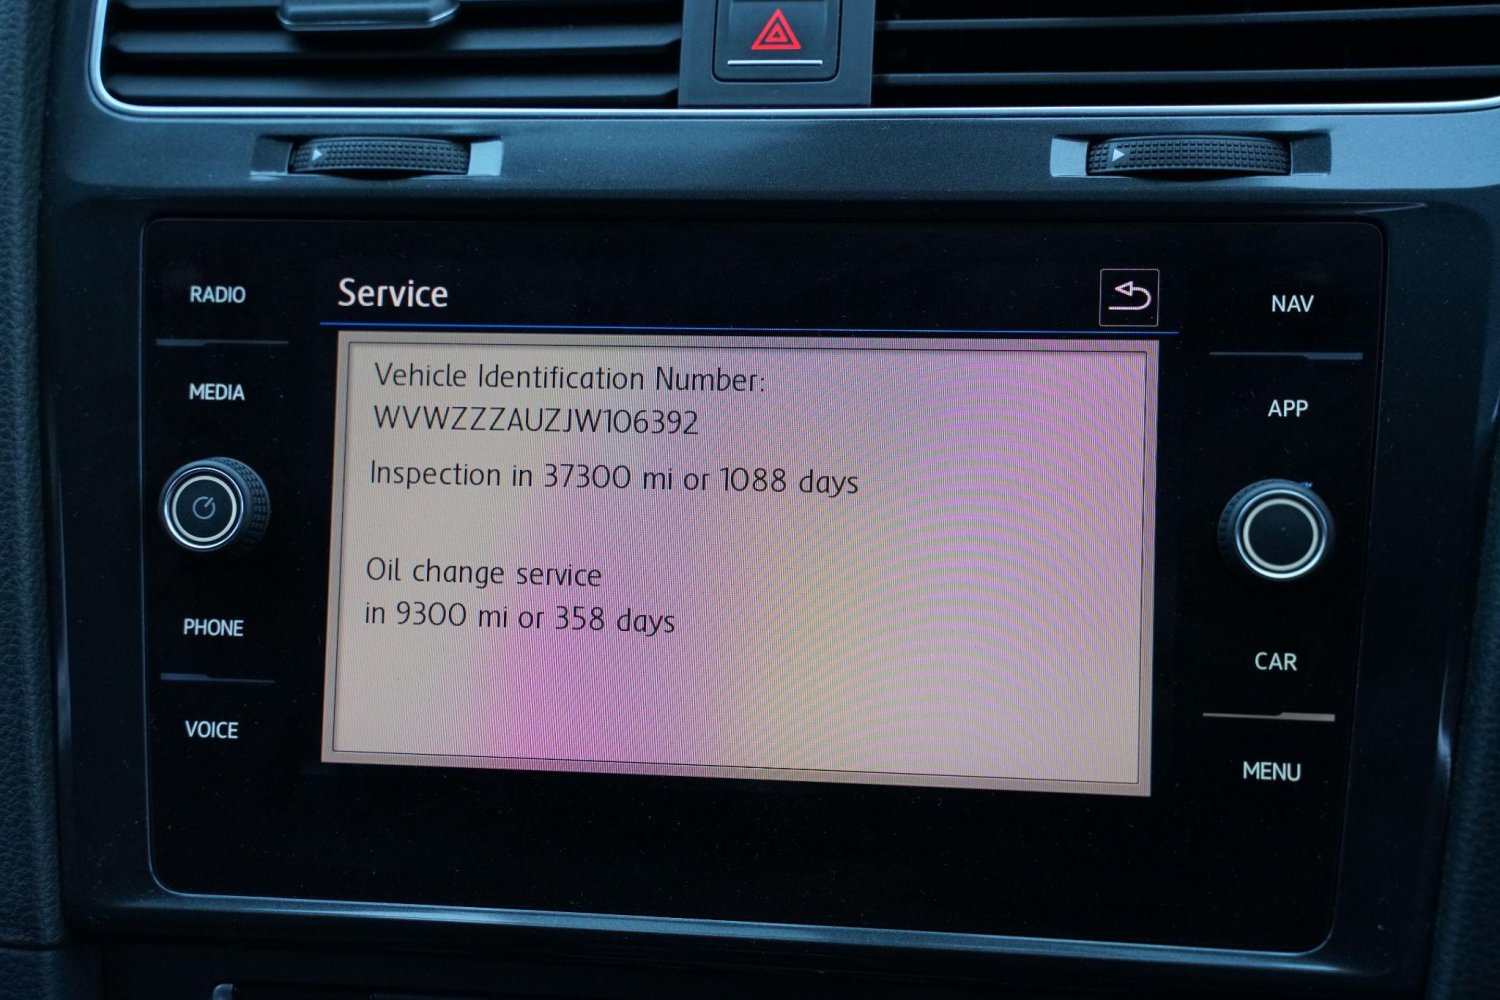 RADIO
MEDIA
PHONE
VOICE
Service
Vehicle Identification Number:
WVWZZZAUZJW106392
Inspection in 37300 mi or 1088 days
Oil change service
in 9300 mi or 358 days
NAV
APP
CAR
MENU